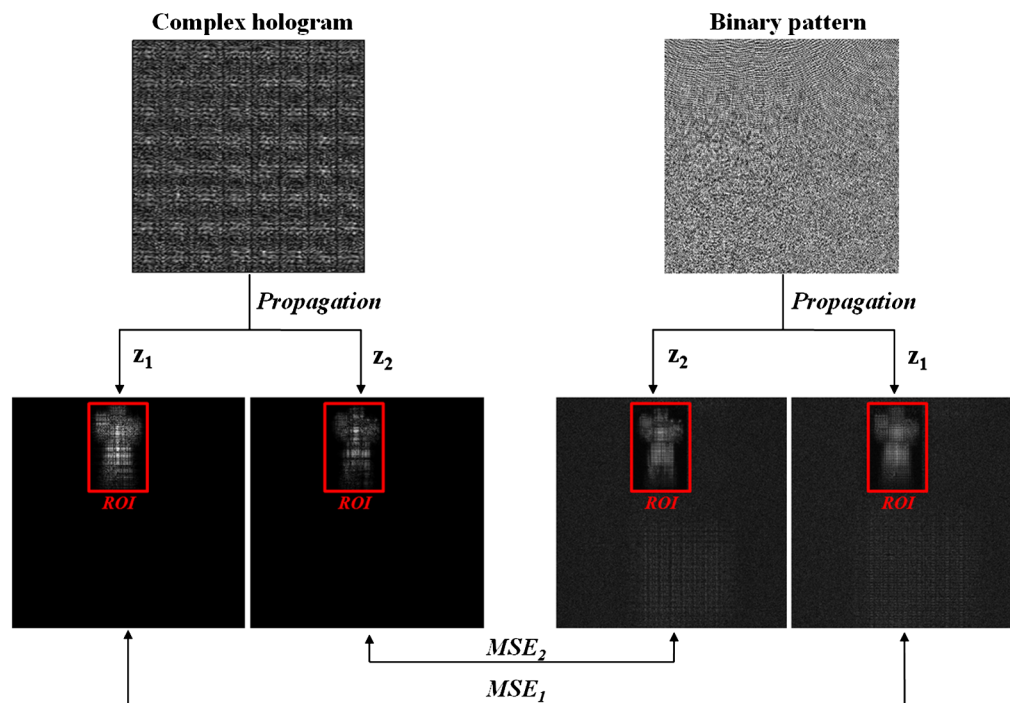 Complex hologram
Binary pattern
Propagation
Propagation
z₁
z₂
z₂
z₁
ROI
ROI
ROI
ROI
MSE₂
MSE₁